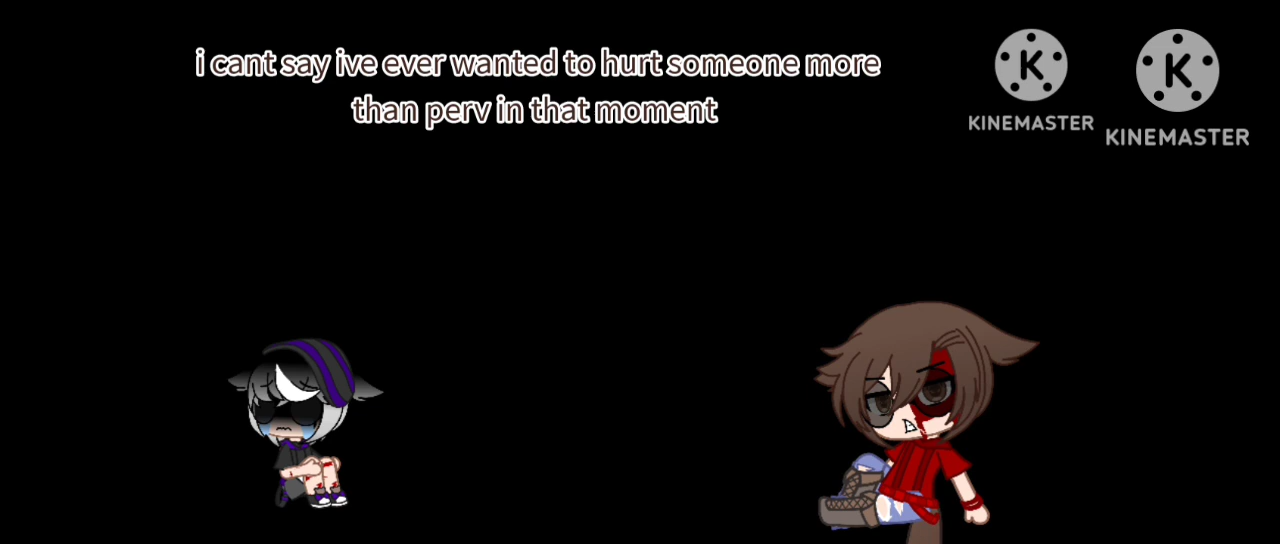 i cant say ive ever wanted to hurt someone more
than perv in that moment
K
KINEMASTER
K
KINEMASTER